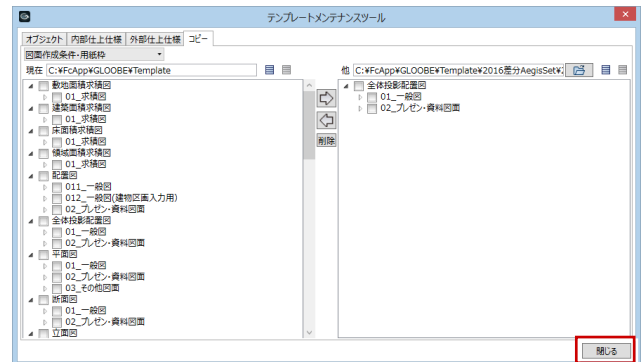 テンプレートメンテナンスツール
オブジェクト 内部仕上仕様 外部仕上仕様 コピー
図面作成条件・用紙枠
現在 C:¥FcApp¥GLOOBE¥Template
他 C:¥FcApp¥GLOOBE¥Template¥2016差分AegisSet¥
敷地面積求積図
01_求積図
建築面積求積図
01_求積図
床面積求積図
01_求積図
領域面積求積図
01_求積図
配置図
011_一般図
012_一般図(建物区画入力用)
02_プレゼン・資料図面
全体投影配置図
01_一般図
02_プレゼン・資料図面
平面図
01_一般図
02_プレゼン・資料図面
03_その他図面
断面図
01_一般図
02_プレゼン・資料図面
立面図
削除
全体投影配置図
01_一般図
02_プレゼン・資料図面
閉じる